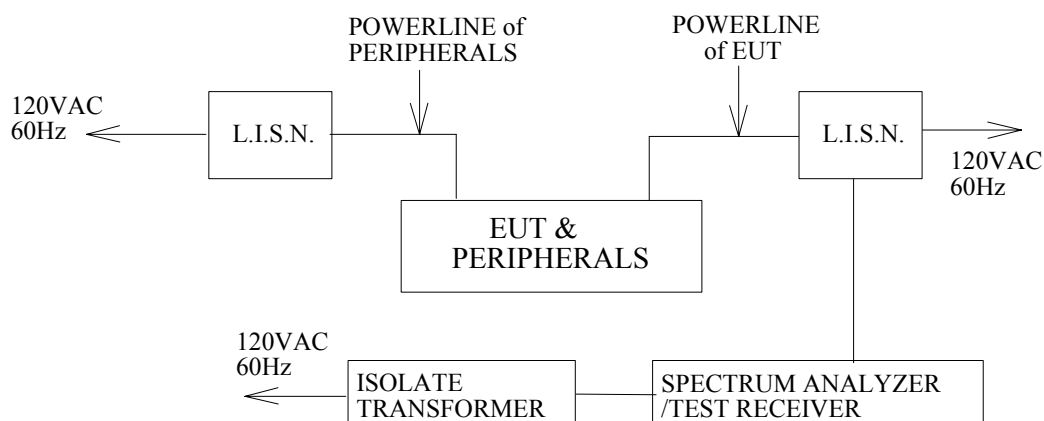 POWERLINE of
PERIPHERALS
POWERLINE
of EUT
120VAC
60Hz
L.I.S.N.
L.I.S.N.
120VAC
60Hz
EUT &
PERIPHERALS
120VAC
60Hz
ISOLATE
TRANSFORMER
SPECTRUM ANALYZER
/TEST RECEIVER